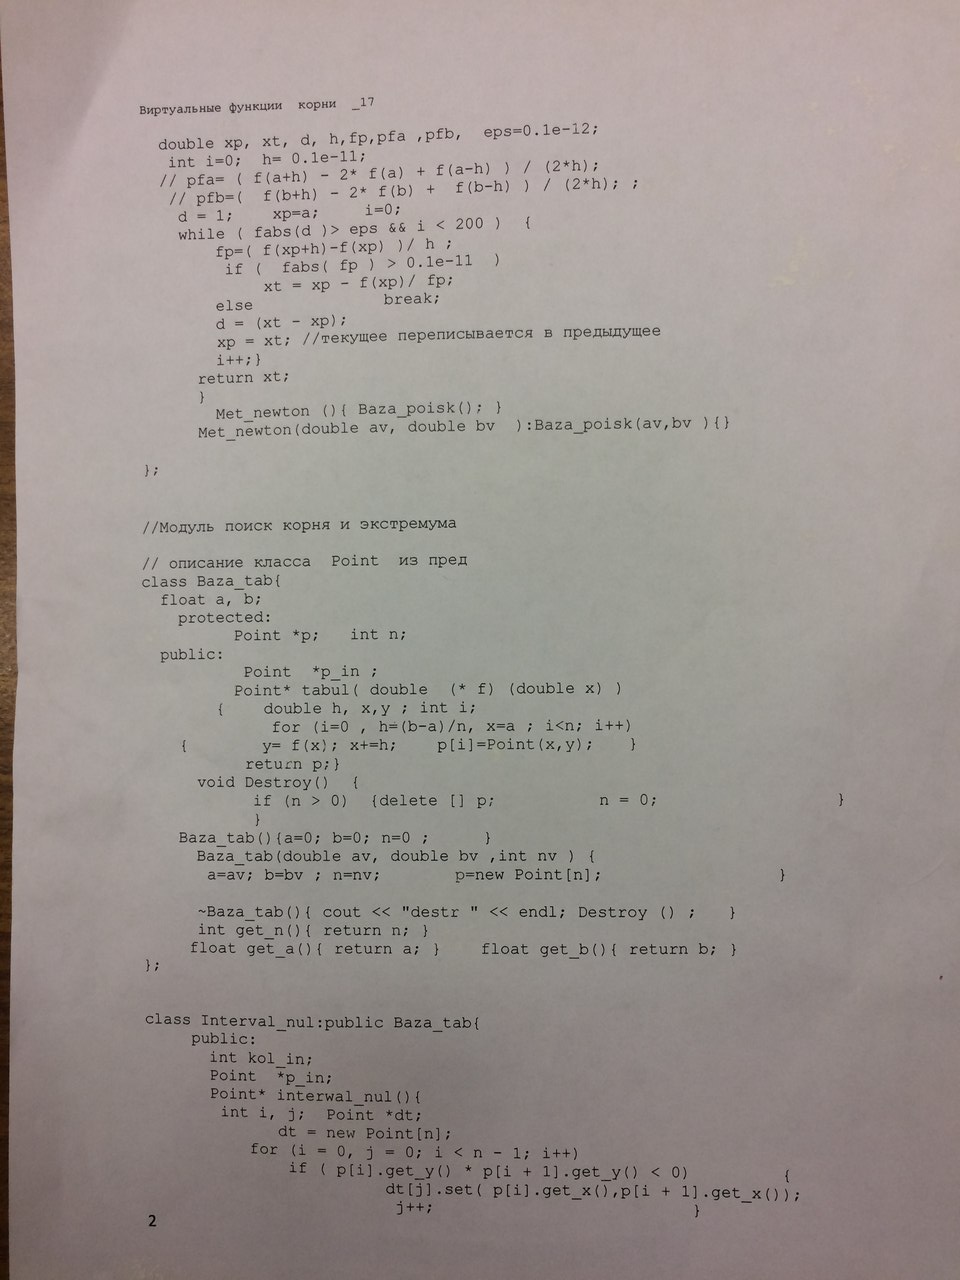 Виртуальные функции корни _17
double xp, xt, d, h,fp,pfa ,pfb, eps=0.1e-12;
int i=0; h= 0.1e-11;
// pfa= ( f(a+h) - 2* f(a) + f(a-h) ) / (2*h);
// pfb=( f(b+h) - 2* f(b) + f(b-h) ) / (2*h); ;
d = 1; xp=a; i=0;
while ( fabs(d )> eps && i < 200 ) {
fp=( f(xp+h)-f(xp) )/ h ;
if ( fabs( fp ) > 0.1e-11 )
xt = xp - f(xp)/ fp;
else break;
d = (xt - xp);
xp = xt; //текущее переписывается в предыдущее
i++;}
return xt;
}
Met_newton (){ Baza_poisk(); }
Met_newton(double av, double bv ):Baza_poisk(av,bv ){}
};
//Модуль поиск корня и экстремума
// описание класса Point из пред
class Baza_tab{
float a, b;
protected:
Point *p; int n;
public:
Point *p_in ;
Point* tabul( double (* f) (double x) )
{ double h, x,y ; int i;
for (i=0 , h=(b-a)/n, x=a ; i<n; i++)
{ y= f(x); x+=h; p[i]=Point(x,y); }
return p;}
void Destroy() {
if (n > 0) {delete [] p; n = 0; }
}
Baza_tab(){a=0; b=0; n=0 ; }
Baza_tab(double av, double bv ,int nv ) {
a=av; b=bv ; n=nv; p=new Point[n]; }
~Baza_tab(){ cout << "destr " << endl; Destroy () ; }
int get_n(){ return n; }
float get_a(){ return a; } float get_b(){ return b; }
};
class Interval_nul:public Baza_tab{
public:
int kol_in;
Point *p_in;
Point* interwal_nul(){
int i, j; Point *dt;
dt = new Point[n];
for (i = 0, j = 0; i < n - 1; i++)
if ( p[i].get_y() * p[i + 1].get_y() < 0) {
dt[j].set( p[i].get_x(),p[i + 1].get_x());
j++; }
2